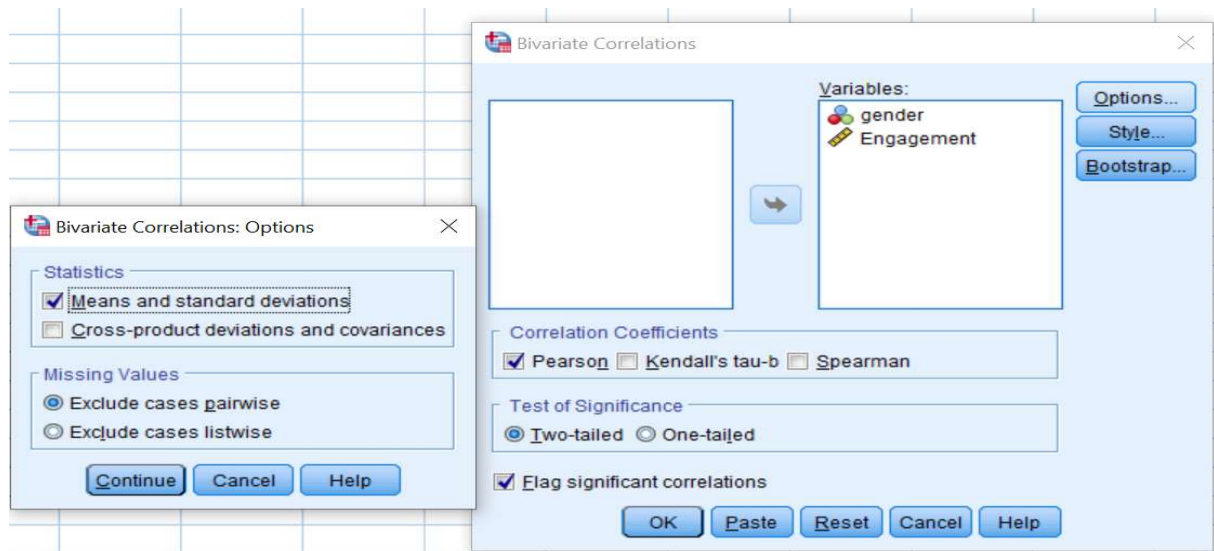 Bivariate Correlations
Variables:
gender
Engagement
Options...
Style...
Bootstrap...
Correlation Coefficients
Pearson Kendall's tau-b Spearman
Test of Significance
Two-tailed One-tailed
Flag significant correlations
OK Paste Reset Cancel Help
Bivariate Correlations: Options
Statistics
Means and standard deviations
Cross-product deviations and covariances
Missing Values
Exclude cases pairwise
Exclude cases listwise
Continue Cancel Help